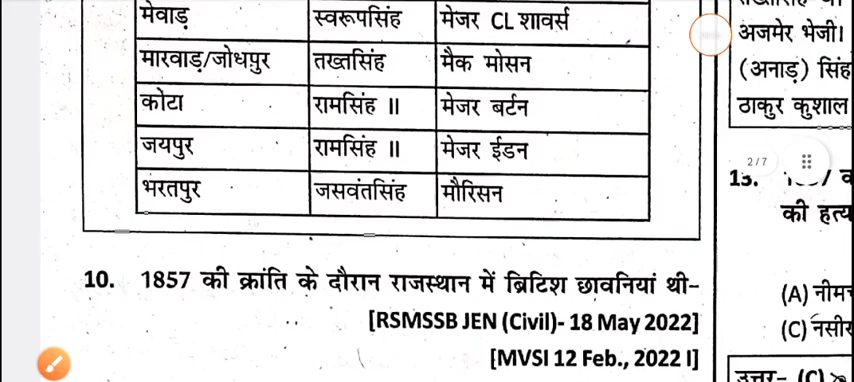 मेवाड़ स्वरूपसिंह मेजर CL शावर्स
मारवाड़/जोधपुर तख्तसिंह मैक मोसन
कोटा रामसिंह II मेजर बर्टन
जयपुर रामसिंह II मेजर ईडन
भरतपुर जसवंतसिंह मौरिसन
10. 1857 की क्रांति के दौरान राजस्थान में ब्रिटिश छावनियां थी-
[RSMSSB JEN (Civil)- 18 May 2022]
[MVSI 12 Feb., 2022 I]
अजमेर भेजी।
(अनाड़) सिंह
ठाकुर कुशाल
2/7
13.
की
(A)
(C)
उत्तर- (C)